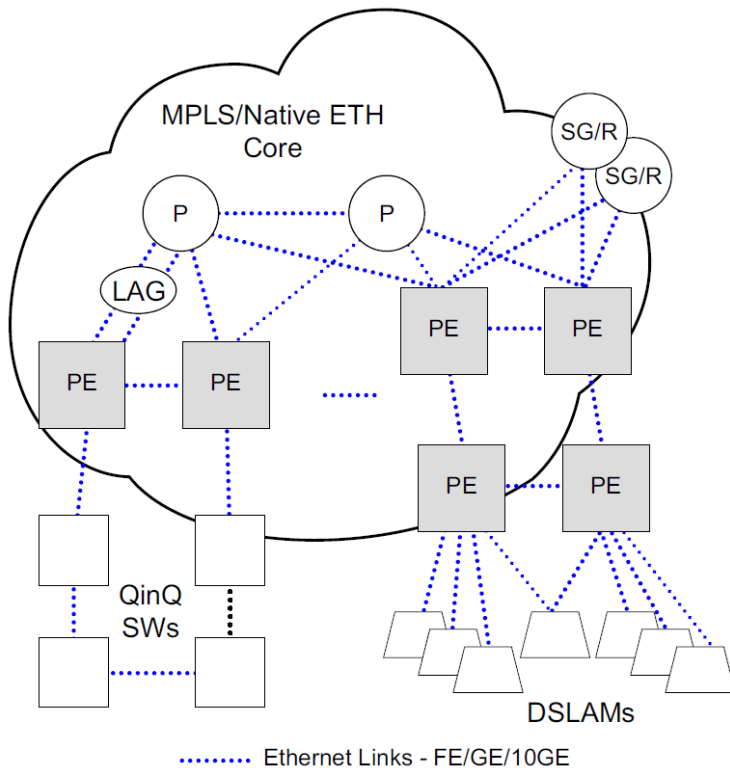 MPLS/Native ETH
Core
SG/R
SG/R
P
P
LAG
PE
PE
PE
PE
PE
PE
QinQ
SWs
DSLAMs
Ethernet Links - FE/GE/10GE